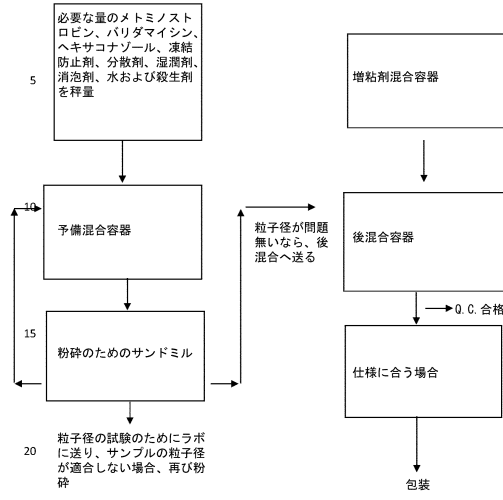 必要な量のメトミノスト
ロビン、バリダマイシン、
ヘキサコナゾール、凍結
防止剤、分散剤、湿潤剤、
消泡剤、水および殺生剤
を秤量
5
増粘剤混合容器
10
予備混合容器
粒子径が問題
無いなら、後
混合へ送る
後混合容器
Q.C.合格
15
粉砕のためのサンドミル
仕様に合う場合
20
粒子径の試験のためにラボ
に送り、サンプルの粒子径
が適合しない場合、再び粉
砕
包装